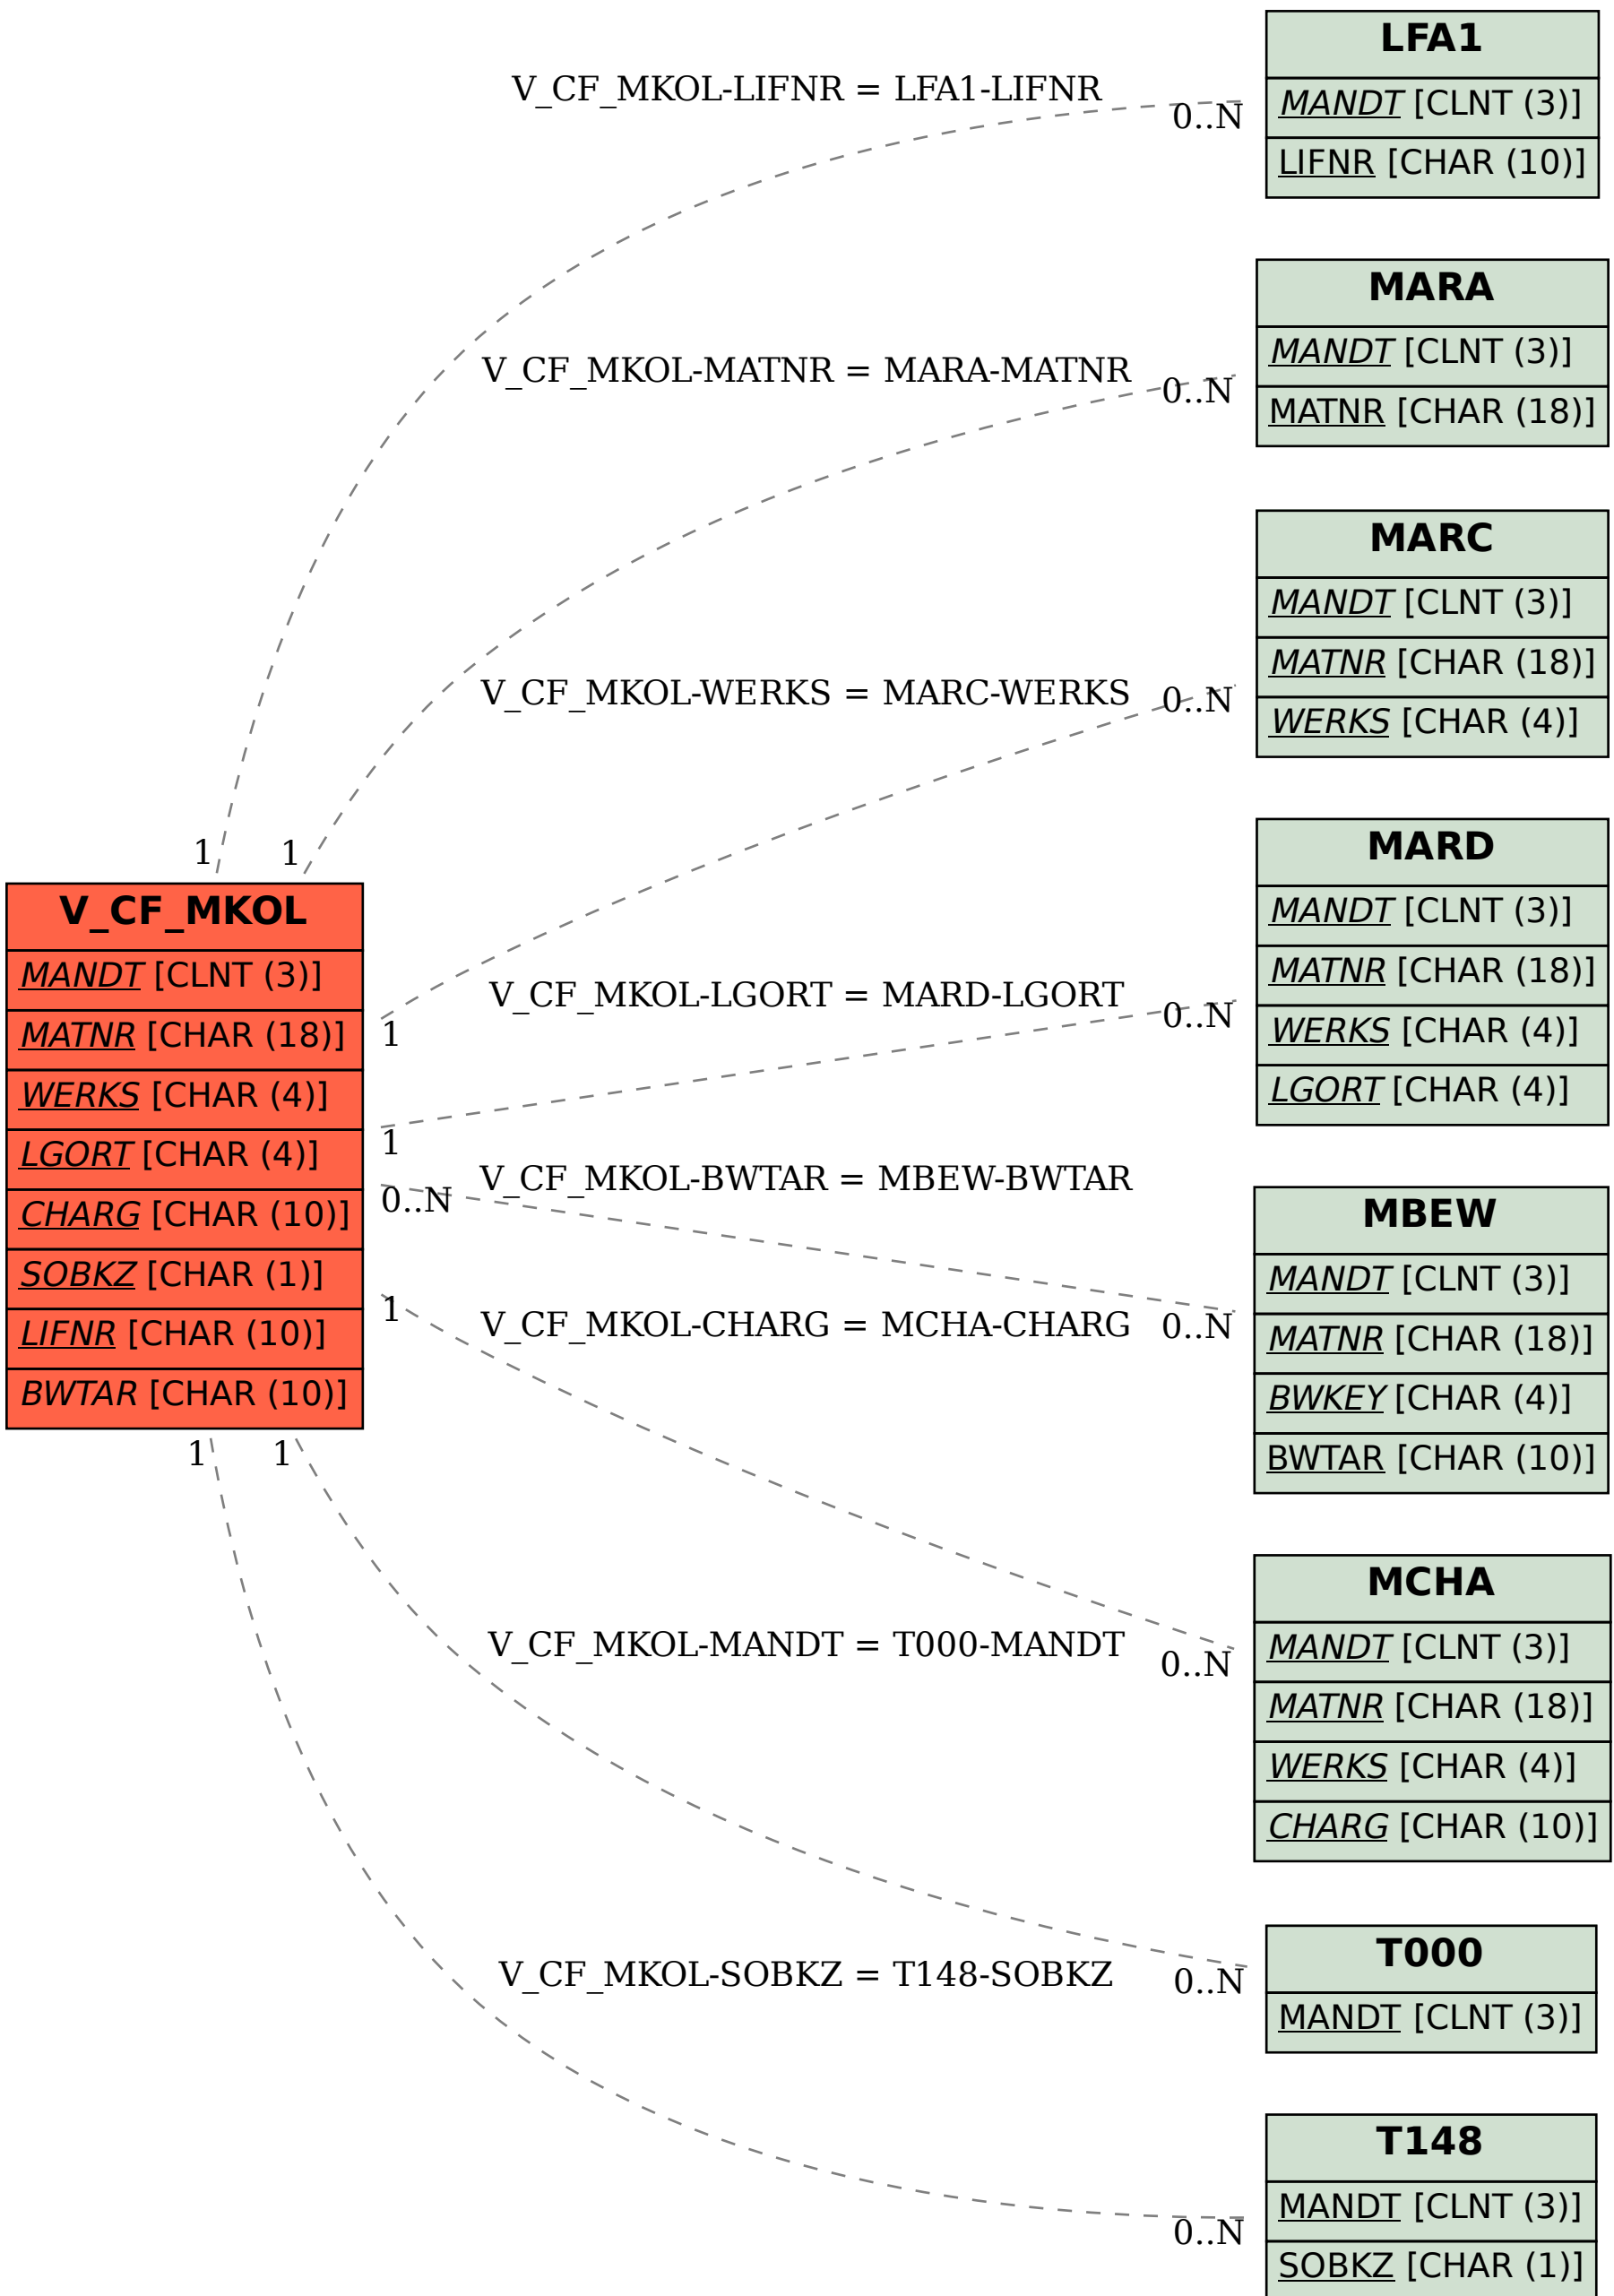 LFA1
MANDT [CLNT (3)]
LIFNR [CHAR (10)]
V_CF_MKOL-LIFNR = LFA1-LIFNR
0..N
MARA
MANDT [CLNT (3)]
MATNR [CHAR (18)]
V_CF_MKOL-MATNR = MARA-MATNR
0..N
MARC
MANDT [CLNT (3)]
MATNR [CHAR (18)]
WERKS [CHAR (4)]
V_CF_MKOL-WERKS = MARC-WERKS
0..N
1
1
V_CF_MKOL
MANDT [CLNT (3)]
MATNR [CHAR (18)]
WERKS [CHAR (4)]
LGORT [CHAR (4)]
CHARG [CHAR (10)]
SOBKZ [CHAR (1)]
LIFNR [CHAR (10)]
BWTAR [CHAR (10)]
1
MARD
MANDT [CLNT (3)]
MATNR [CHAR (18)]
WERKS [CHAR (4)]
LGORT [CHAR (4)]
V_CF_MKOL-LGORT = MARD-LGORT
0..N
1
V_CF_MKOL-BWTAR = MBEW-BWTAR
0..N
MBEW
MANDT [CLNT (3)]
MATNR [CHAR (18)]
BWKEY [CHAR (4)]
BWTAR [CHAR (10)]
1
V_CF_MKOL-CHARG = MCHA-CHARG
0..N
1
1
MCHA
MANDT [CLNT (3)]
MATNR [CHAR (18)]
WERKS [CHAR (4)]
CHARG [CHAR (10)]
V_CF_MKOL-MANDT = T000-MANDT
0..N
T000
MANDT [CLNT (3)]
V_CF_MKOL-SOBKZ = T148-SOBKZ
0..N
T148
MANDT [CLNT (3)]
SOBKZ [CHAR (1)]
0..N